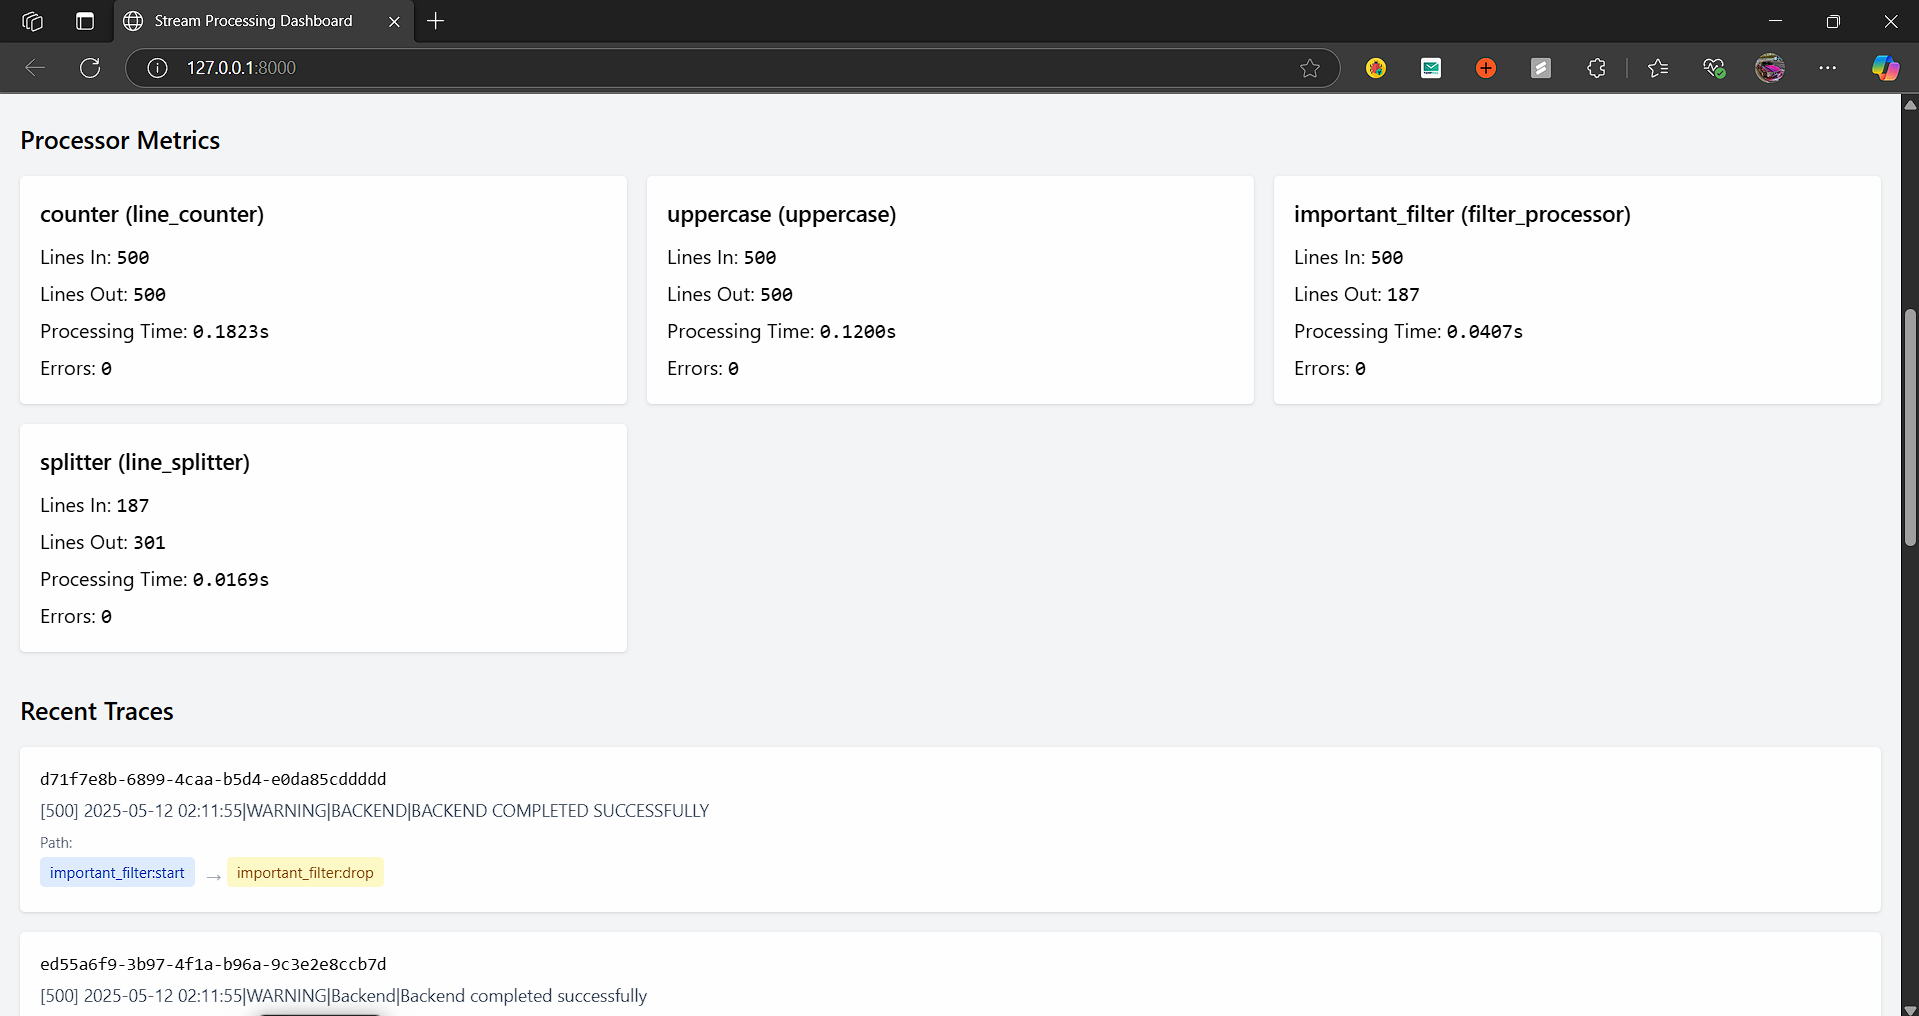 Stream Processing Dashboard
127.0.0.1:8000
Processor Metrics
counter (line_counter)
Lines In: 500
Lines Out: 500
Processing Time: 0.1823s
Errors: 0
uppercase (uppercase)
Lines In: 500
Lines Out: 500
Processing Time: 0.1200s
Errors: 0
important_filter (filter_processor)
Lines In: 500
Lines Out: 187
Processing Time: 0.0407s
Errors: 0
splitter (line_splitter)
Lines In: 187
Lines Out: 301
Processing Time: 0.0169s
Errors: 0
Recent Traces
d71f7e8b-6899-4caa-b5d4-e0da85cddddd
[500] 2025-05-12 02:11:55|WARNING|BACKEND|BACKEND COMPLETED SUCCESSFULLY
Path:
important_filter:start → important_filter:drop
ed55a6f9-3b97-4f1a-b96a-9c3e2e8ccb7d
[500] 2025-05-12 02:11:55|WARNING|Backend|Backend completed successfully